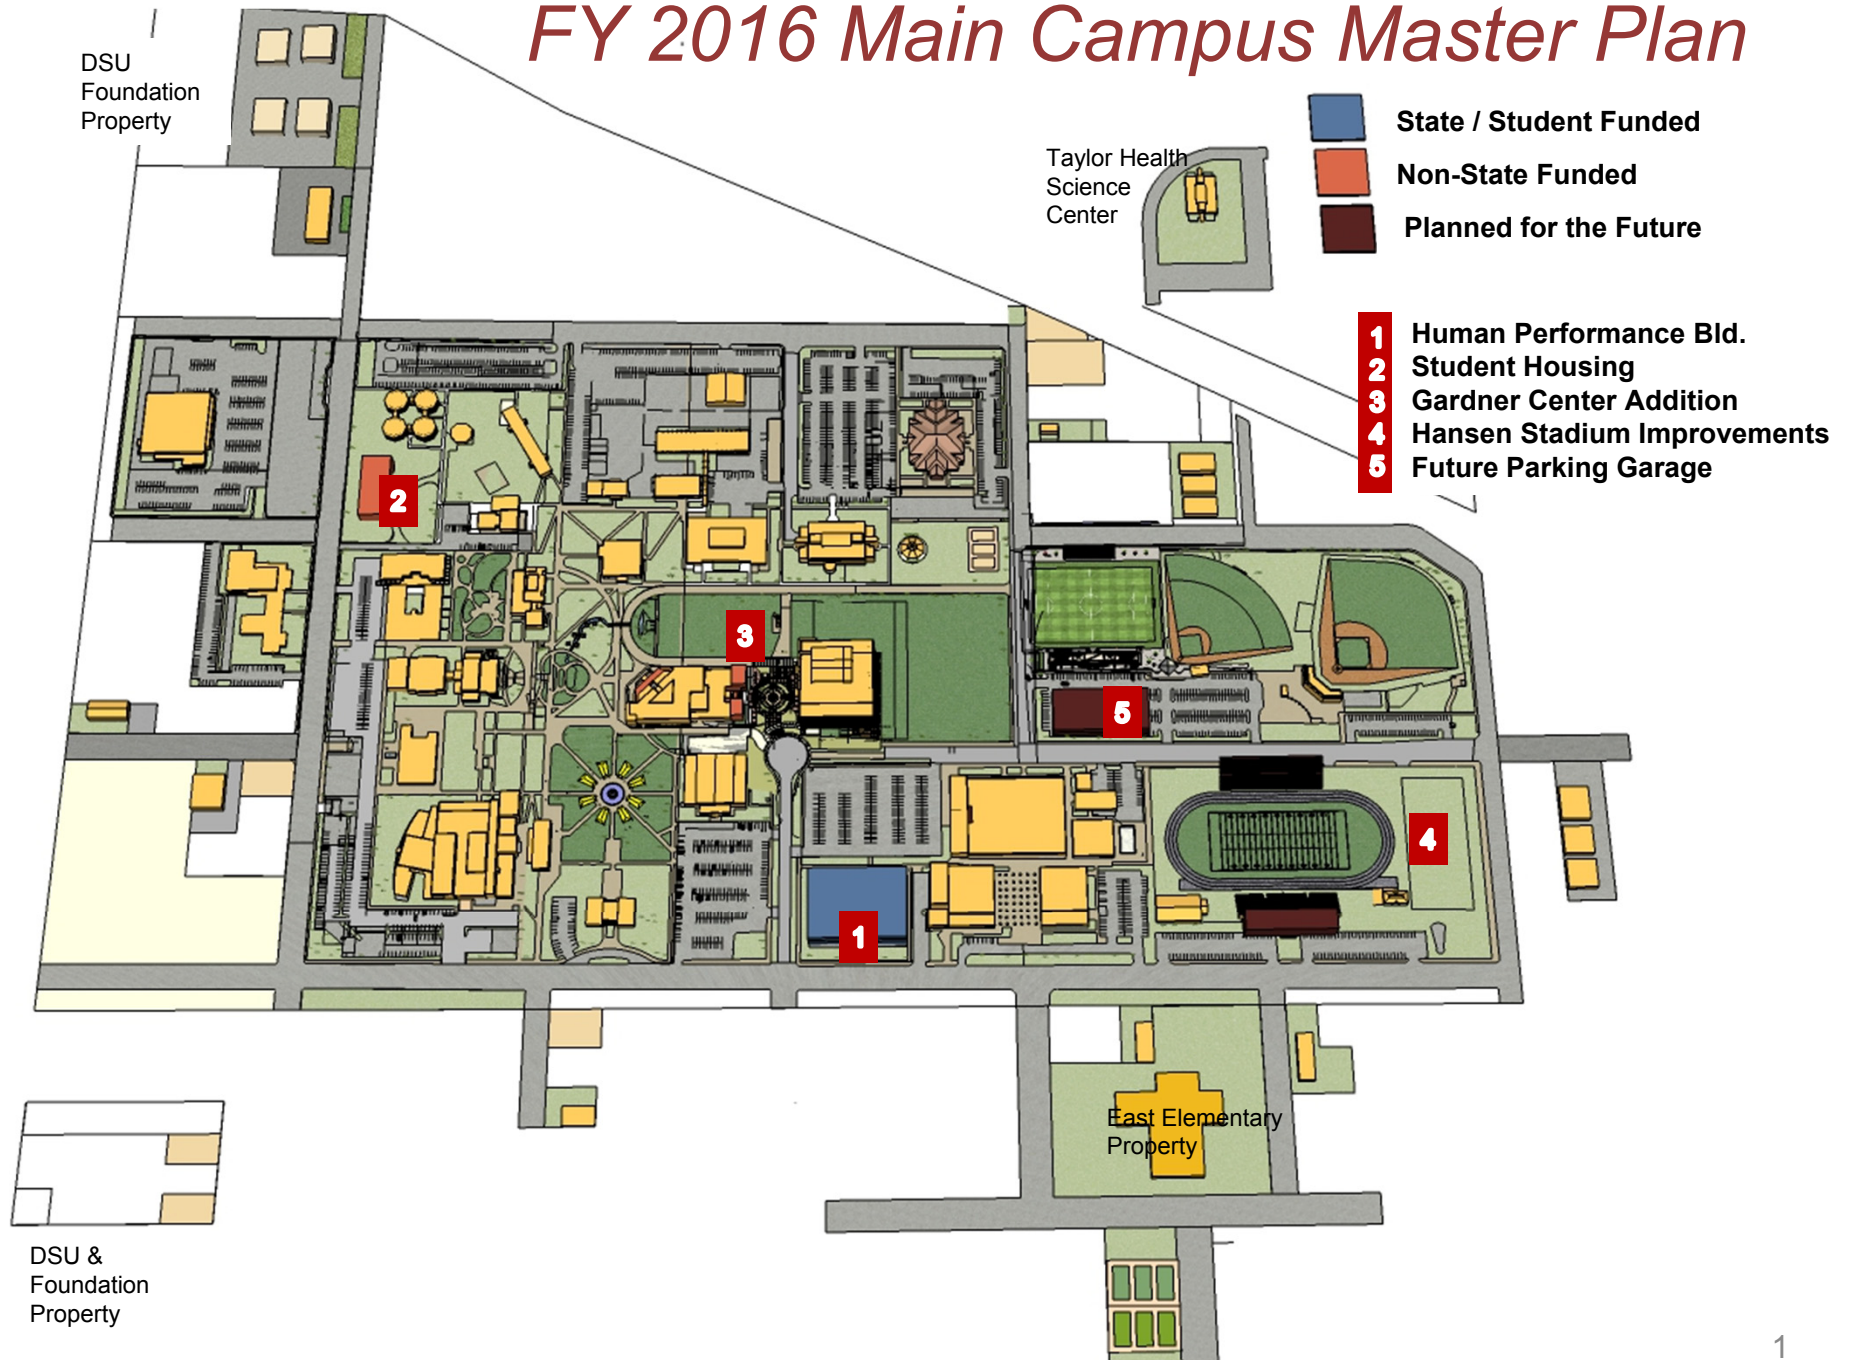 FY 2016 Main Campus Master Plan
DSU
Foundation
Property
Taylor Health
Science
Center
State / Student Funded
Non-State Funded
Planned for the Future
1 Human Performance Bld.
2 Student Housing
3 Gardner Center Addition
4 Hansen Stadium Improvements
5 Future Parking Garage
2
3
5
4
1
East Elementary
Property
DSU &
Foundation
Property
1